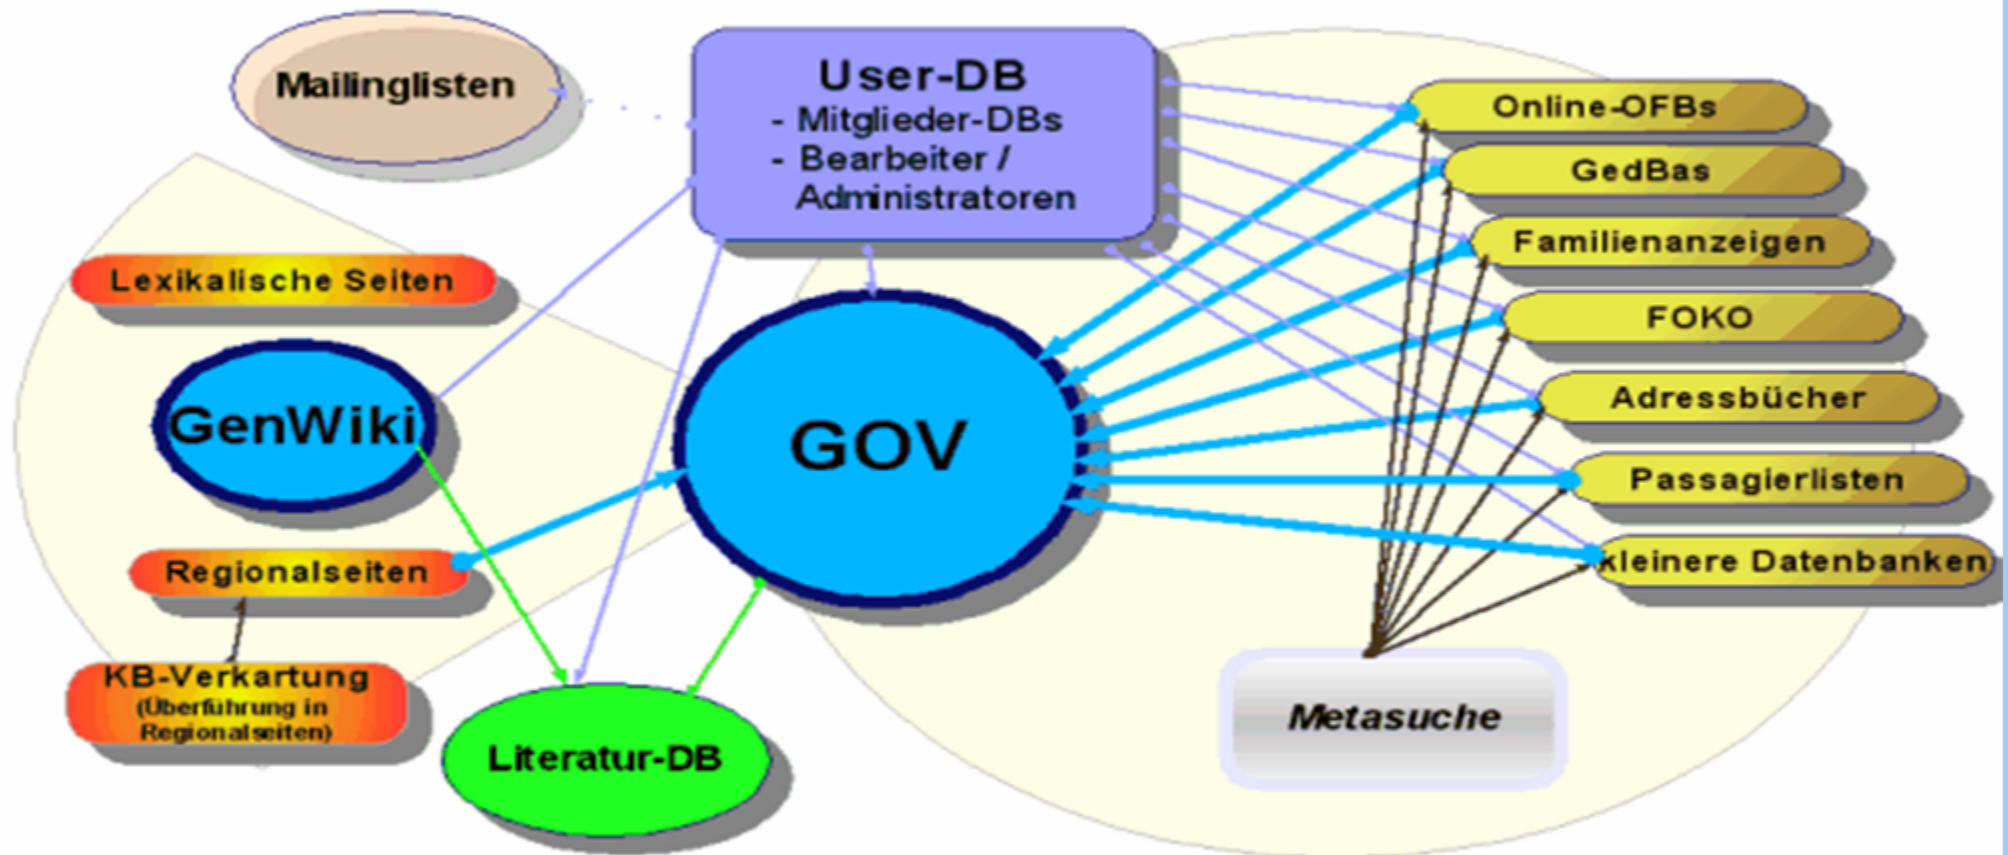 Mailinglisten
User-DB
- Mitglieder-DBs
- Bearbeiter /
Administratoren
Online-OFBs
GedBas
Familienanzeigen
FOKO
Adressbücher
Passagierlisten
kleinere Datenbanken
Lexikalische Seiten
GenWiki
GOV
Regionalseiten
KB-Verkartung
(Überführung in
Regionalseiten)
Literatur-DB
Metasuche